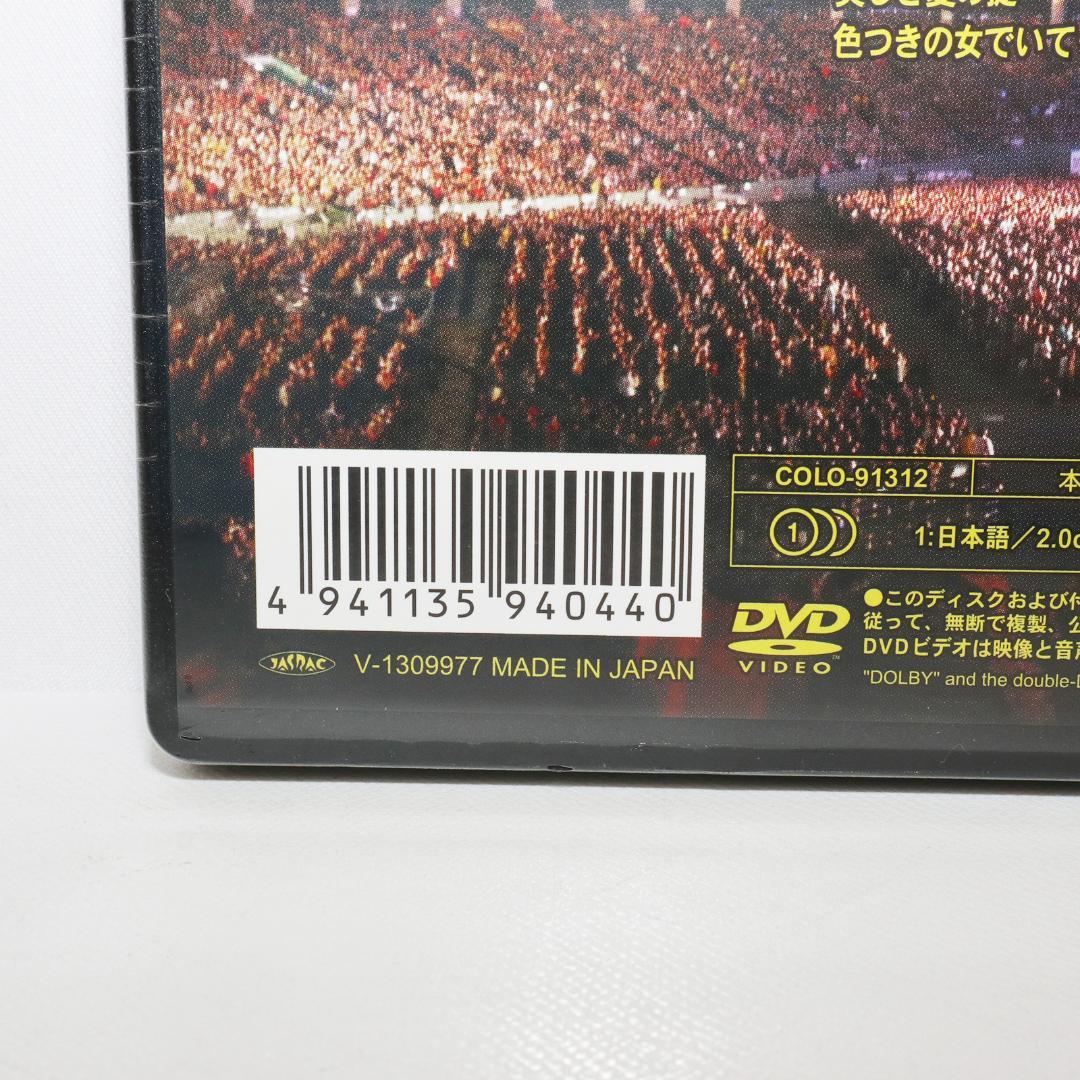 色つきの女でいて
COLO-91312
本
1
1:日本語／2.0c
4 941135 940440
●このディスクおよび付
従って、無断で複製、公
DVDビデオは映像と音声
"DOLBY" and the double-D
DVD
VIDEO
JASRAC
V-1309977 MADE IN JAPAN